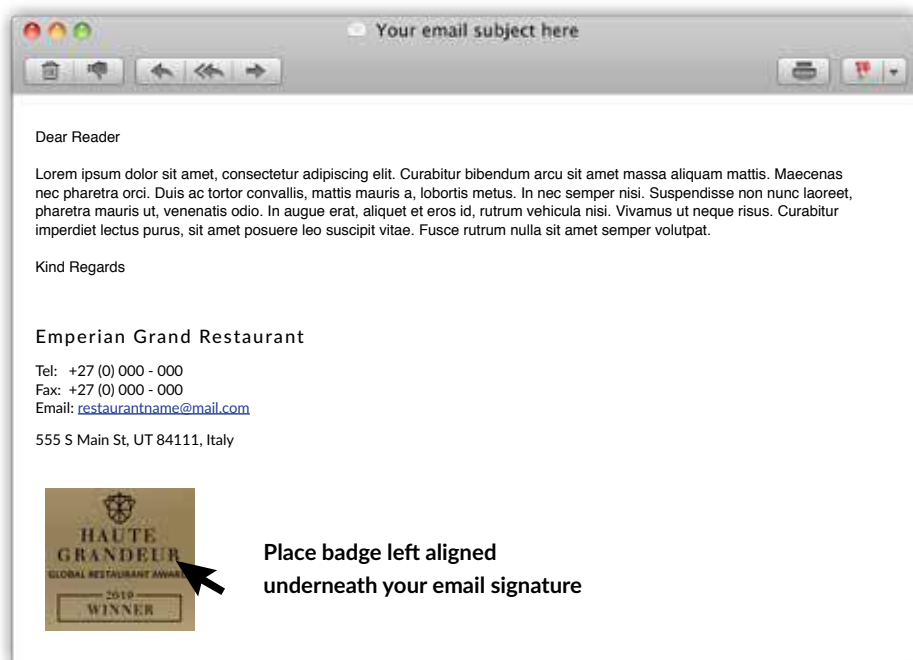 Your email subject here
Dear Reader
Lorem ipsum dolor sit amet, consectetur adipiscing elit. Curabitur bibendum arcu sit amet massa aliquam mattis. Maecenas
nec pharetra orci. Duis ac tortor convallis, mattis mauris a, lobortis metus. In nec semper nisi. Suspendisse non nunc laoreet,
pharetra mauris ut, venenatis odio. In augue erat, aliquet et eros id, rutrum vehicula nisi. Vivamus ut neque risus. Curabitur
imperdiet lectus purus, sit amet posuere leo suscipit vitae. Fusce rutrum nulla sit amet semper volutpat.
Kind Regards
Emperian Grand Restaurant
Tel: +27 (0) 000 - 000
Fax: +27 (0) 000 - 000
Email: restaurantname@mail.com
555 S Main St, UT 84111, Italy
HAUTE
GRANDEUR
GLOBAL RESTAURANT
2019
WINNER
Place badge left aligned
underneath your email signature